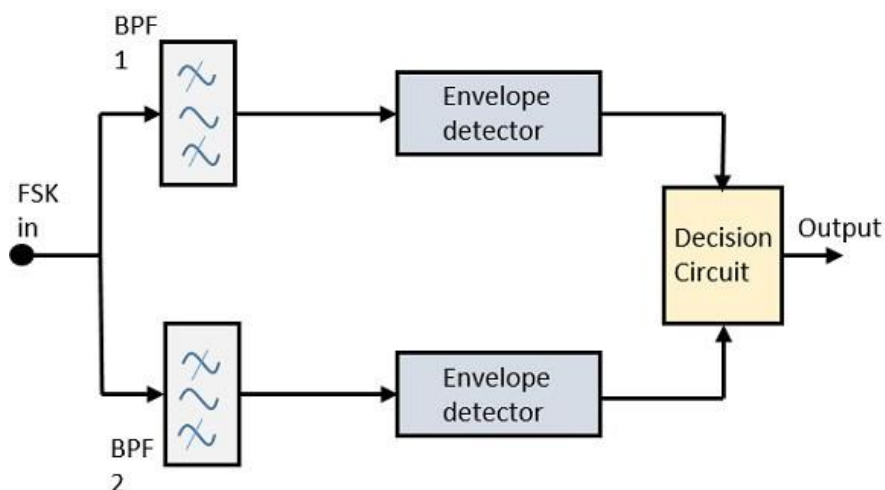 BPF
1
Envelope
detector
FSK
in
Decision
Circuit
Output
Envelope
detector
BPF
2